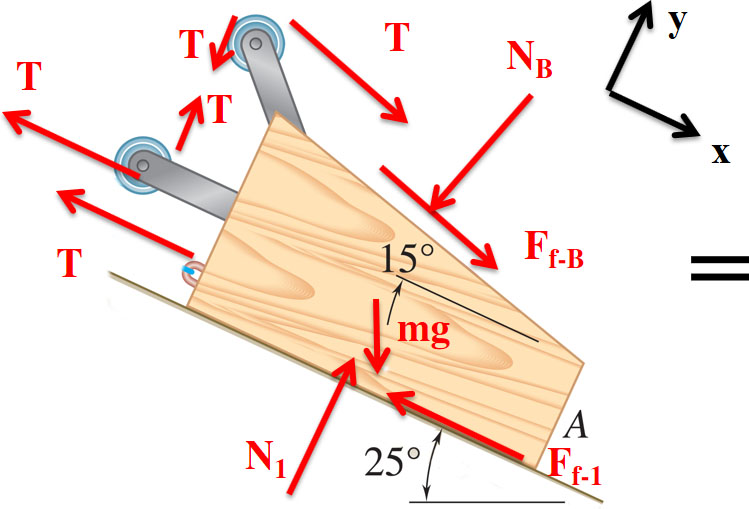 y
T
T
N_B
T
T
x
15°
F_f-B
T
mg
A
N_1
25°
F_f-1
=